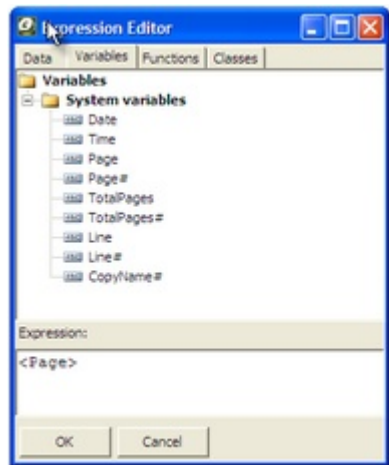 Expression Editor
Data Variables Functions Classes
Variables
System variables
Date
Time
Page
Page#
TotalPages
TotalPages#
Line
Line#
CopyName#
Expression:
<Page>
OK Cancel